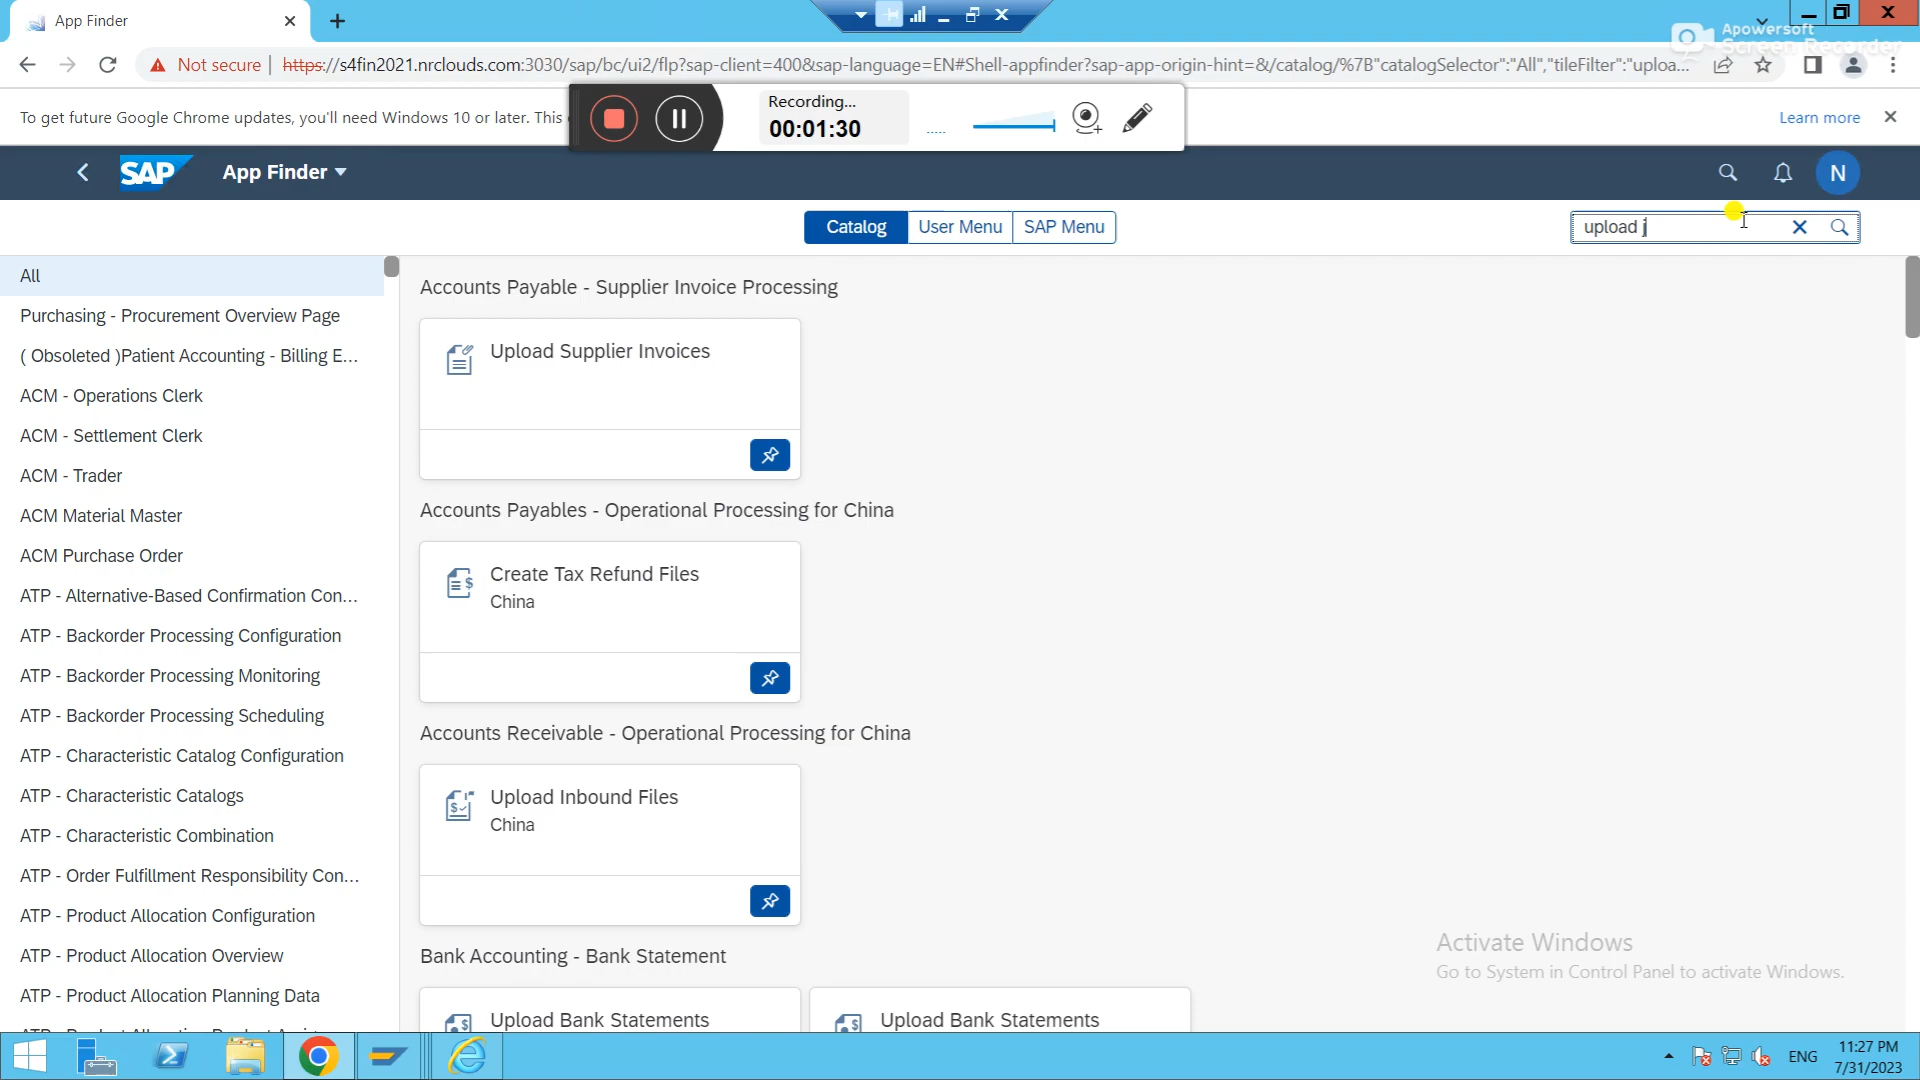 App Finder
Apowersoft
Screen Recorder
Not secure | https://s4fin2021.nrclouds.com:3030/sap/bc/ui2/flp?sap-client=400&sap-language=EN#Shell-appfinder?sap-app-origin-hint=&/catalog/%7B"catalogSelector":"All","tileFilter":"uploa...
To get future Google Chrome updates, you'll need Windows 10 or later. This
Recording...
00:01:30
Learn more
SAP
App Finder
N
Catalog
User Menu
SAP Menu
upload j
All
Purchasing - Procurement Overview Page
( Obsoleted )Patient Accounting - Billing E...
ACM - Operations Clerk
ACM - Settlement Clerk
ACM - Trader
ACM Material Master
ACM Purchase Order
ATP - Alternative-Based Confirmation Con...
ATP - Backorder Processing Configuration
ATP - Backorder Processing Monitoring
ATP - Backorder Processing Scheduling
ATP - Characteristic Catalog Configuration
ATP - Characteristic Catalogs
ATP - Characteristic Combination
ATP - Order Fulfillment Responsibility Con...
ATP - Product Allocation Configuration
ATP - Product Allocation Overview
ATP - Product Allocation Planning Data
Accounts Payable - Supplier Invoice Processing
Upload Supplier Invoices
Accounts Payables - Operational Processing for China
Create Tax Refund Files
China
Accounts Receivable - Operational Processing for China
Upload Inbound Files
China
Bank Accounting - Bank Statement
Upload Bank Statements
Upload Bank Statements
Activate Windows
Go to System in Control Panel to activate Windows.
ENG
11:27 PM
7/31/2023